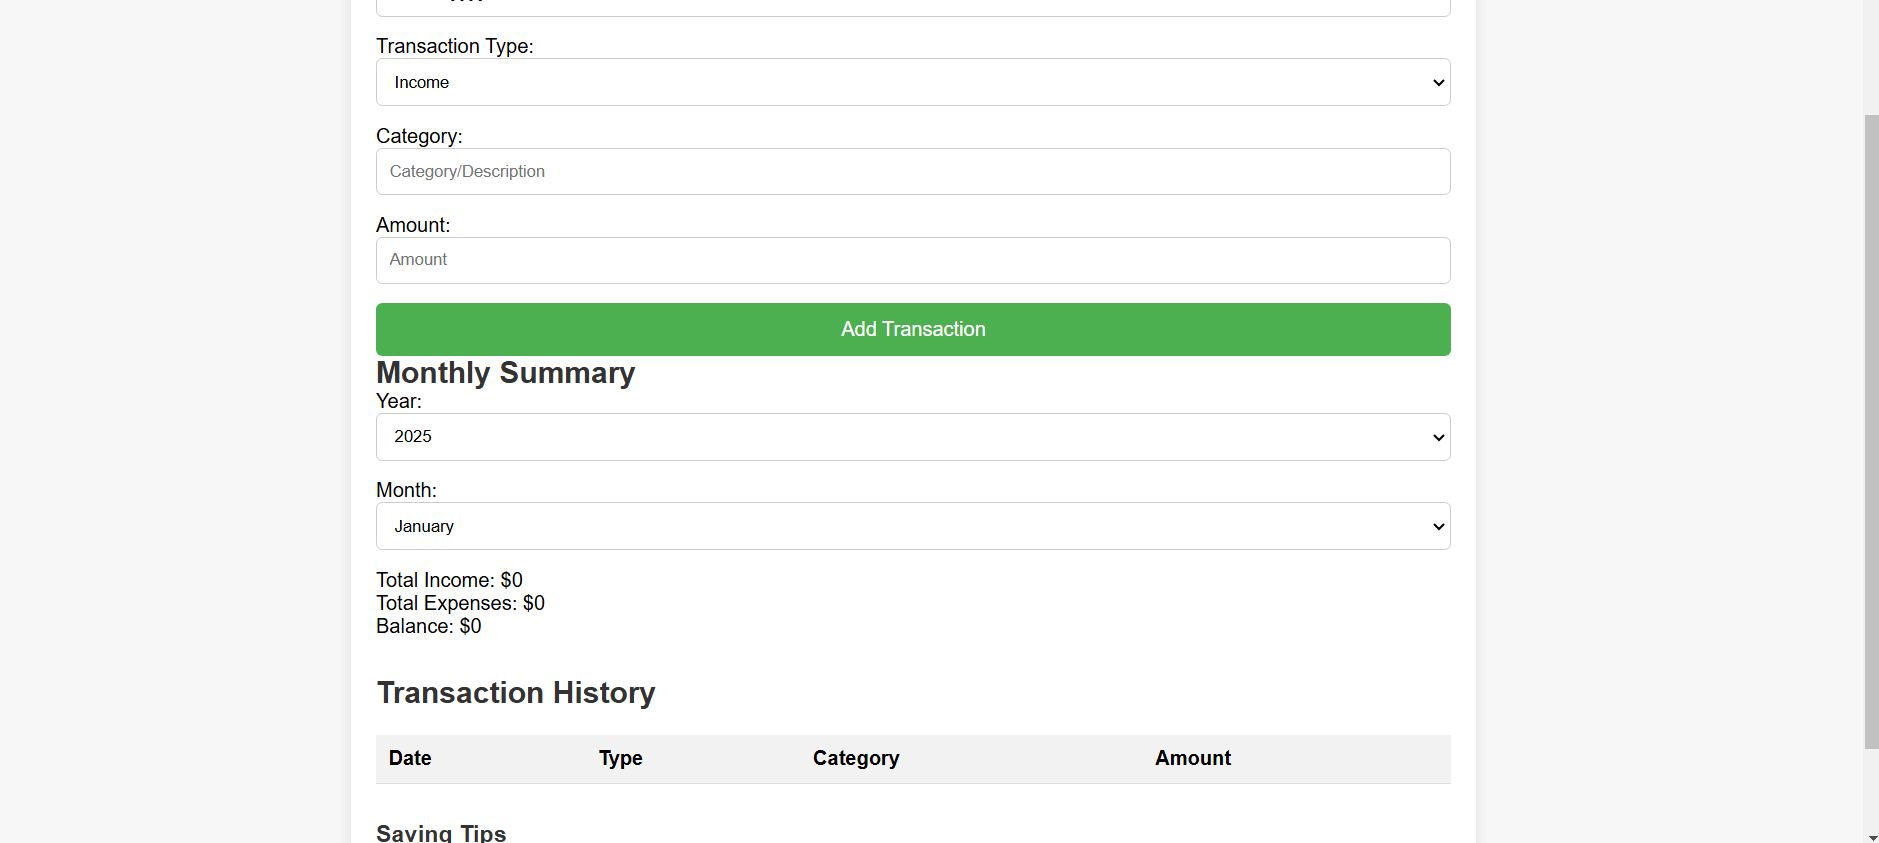 Transaction Type:
Income
Category:
Category/Description
Amount:
Amount
Add Transaction
Monthly Summary
Year:
2025
Month:
January
Total Income: $0
Total Expenses: $0
Balance: $0
Transaction History
Date Type Category Amount
Saving Tips